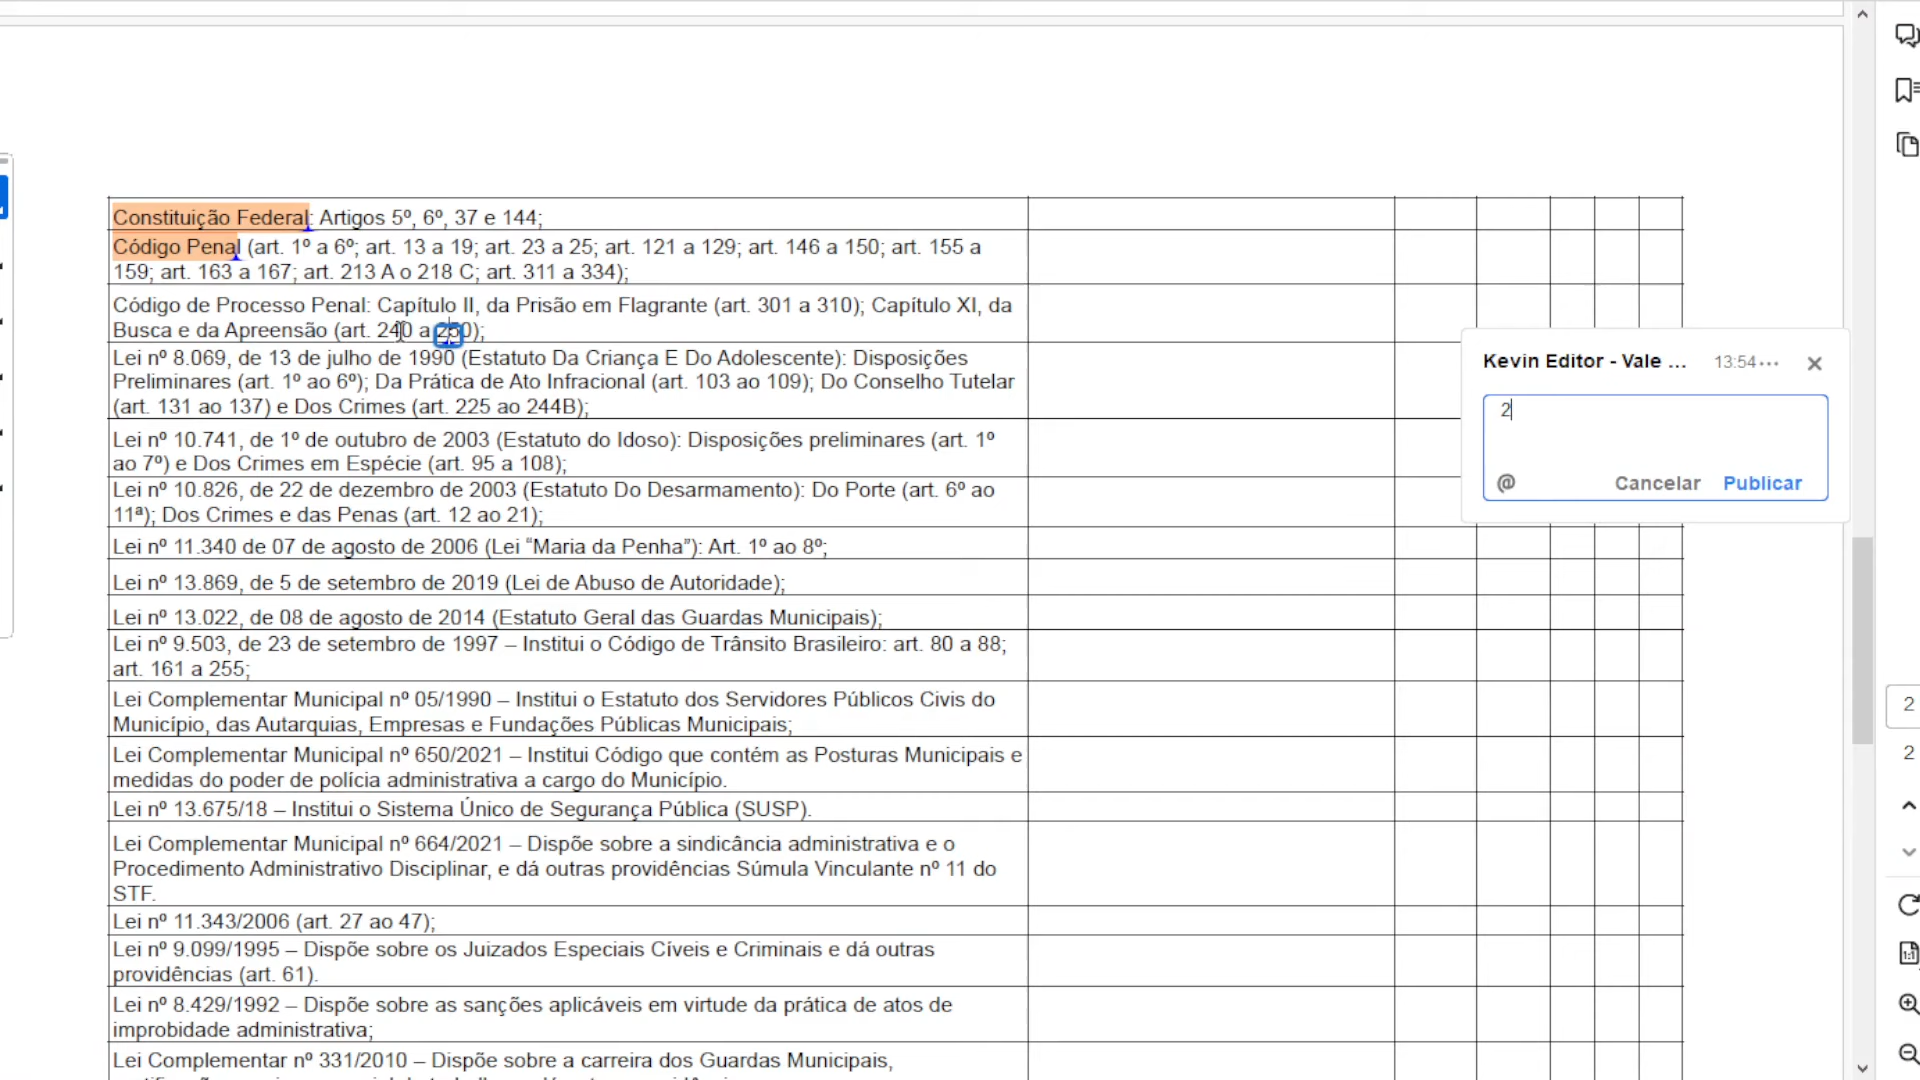 Constituição Federal: Artigos 5º, 6º, 37 e 144;
Código Penal (art. 1º a 6º; art. 13 a 19; art. 23 a 25; art. 121 a 129; art. 146 a 150; art. 155 a
159; art. 163 a 167; art. 213 A o 218 C; art. 311 a 334);
Código de Processo Penal: Capítulo II, da Prisão em Flagrante (art. 301 a 310); Capítulo XI, da
Busca e da Apreensão (art. 240 a 250);
Lei nº 8.069, de 13 de julho de 1990 (Estatuto Da Criança E Do Adolescente): Disposições
Preliminares (art. 1º ao 6º); Da Prática de Ato Infracional (art. 103 ao 109); Do Conselho Tutelar
(art. 131 ao 137) e Dos Crimes (art. 225 ao 244B);
Lei nº 10.741, de 1º de outubro de 2003 (Estatuto do Idoso): Disposições preliminares (art. 1º
ao 7º) e Dos Crimes em Espécie (art. 95 a 108);
Lei nº 10.826, de 22 de dezembro de 2003 (Estatuto Do Desarmamento): Do Porte (art. 6º ao
11ª); Dos Crimes e das Penas (art. 12 ao 21);
Lei nº 11.340 de 07 de agosto de 2006 (Lei “Maria da Penha”): Art. 1º ao 8º;
Lei nº 13.869, de 5 de setembro de 2019 (Lei de Abuso de Autoridade);
Lei nº 13.022, de 08 de agosto de 2014 (Estatuto Geral das Guardas Municipais);
Lei nº 9.503, de 23 de setembro de 1997 – Institui o Código de Trânsito Brasileiro: art. 80 a 88;
art. 161 a 255;
Lei Complementar Municipal nº 05/1990 – Institui o Estatuto dos Servidores Públicos Civis do
Município, das Autarquias, Empresas e Fundações Públicas Municipais;
Lei Complementar Municipal nº 650/2021 – Institui Código que contém as Posturas Municipais e
medidas do poder de polícia administrativa a cargo do Município.
Lei nº 13.675/18 – Institui o Sistema Único de Segurança Pública (SUSP).
Lei Complementar Municipal nº 664/2021 – Dispõe sobre a sindicância administrativa e o
Procedimento Administrativo Disciplinar, e dá outras providências Súmula Vinculante nº 11 do
STF.
Lei nº 11.343/2006 (art. 27 ao 47);
Lei nº 9.099/1995 – Dispõe sobre os Juizados Especiais Cíveis e Criminais e dá outras
providências (art. 61).
Lei nº 8.429/1992 – Dispõe sobre as sanções aplicáveis em virtude da prática de atos de
improbidade administrativa;
Lei Complementar nº 331/2010 – Dispõe sobre a carreira dos Guardas Municipais,
Kevin Editor - Vale ... 13:54
2
@ Cancelar Publicar
2
2
1:1